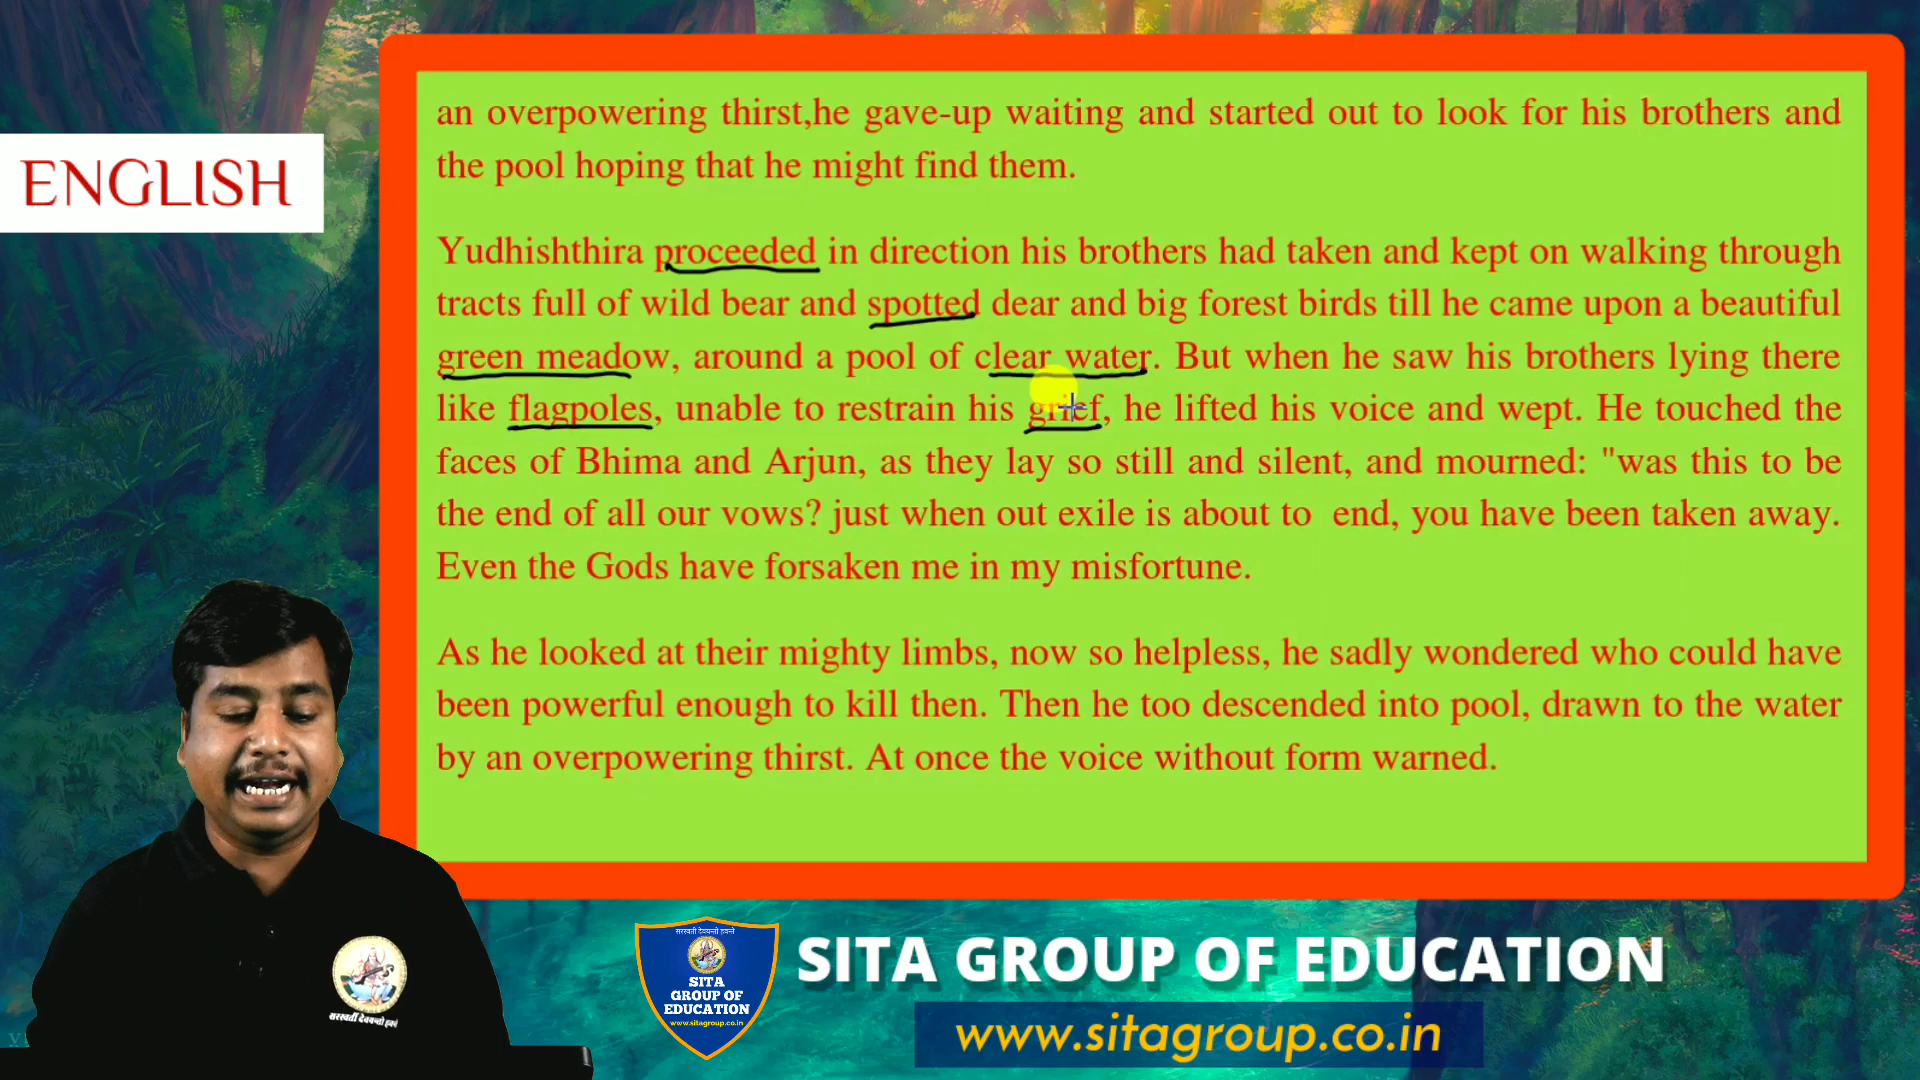 an overpowering thirst,he gave-up waiting and started out to look for his brothers and
the pool hoping that he might find them.
ENGLISH
Yudhishthira proceeded in direction his brothers had taken and kept on walking through
tracts full of wild bear and spotted dear and big forest birds till he came upon a beautiful
green meadow, around a pool of clear water. But when he saw his brothers lying there
like flagpoles, unable to restrain his grief, he lifted his voice and wept. He touched the
faces of Bhima and Arjun, as they lay so still and silent, and mourned: "was this to be
the end of all our vows? just when out exile is about to end, you have been taken away.
Even the Gods have forsaken me in my misfortune.
As he looked at their mighty limbs, now so helpless, he sadly wondered who could have
been powerful enough to kill then. Then he too descended into pool, drawn to the water
by an overpowering thirst. At once the voice without form warned.
SITA
GROUP OF
EDUCATION
www.sitagroup.co.in
SITA GROUP OF EDUCATION
www.sitagroup.co.in